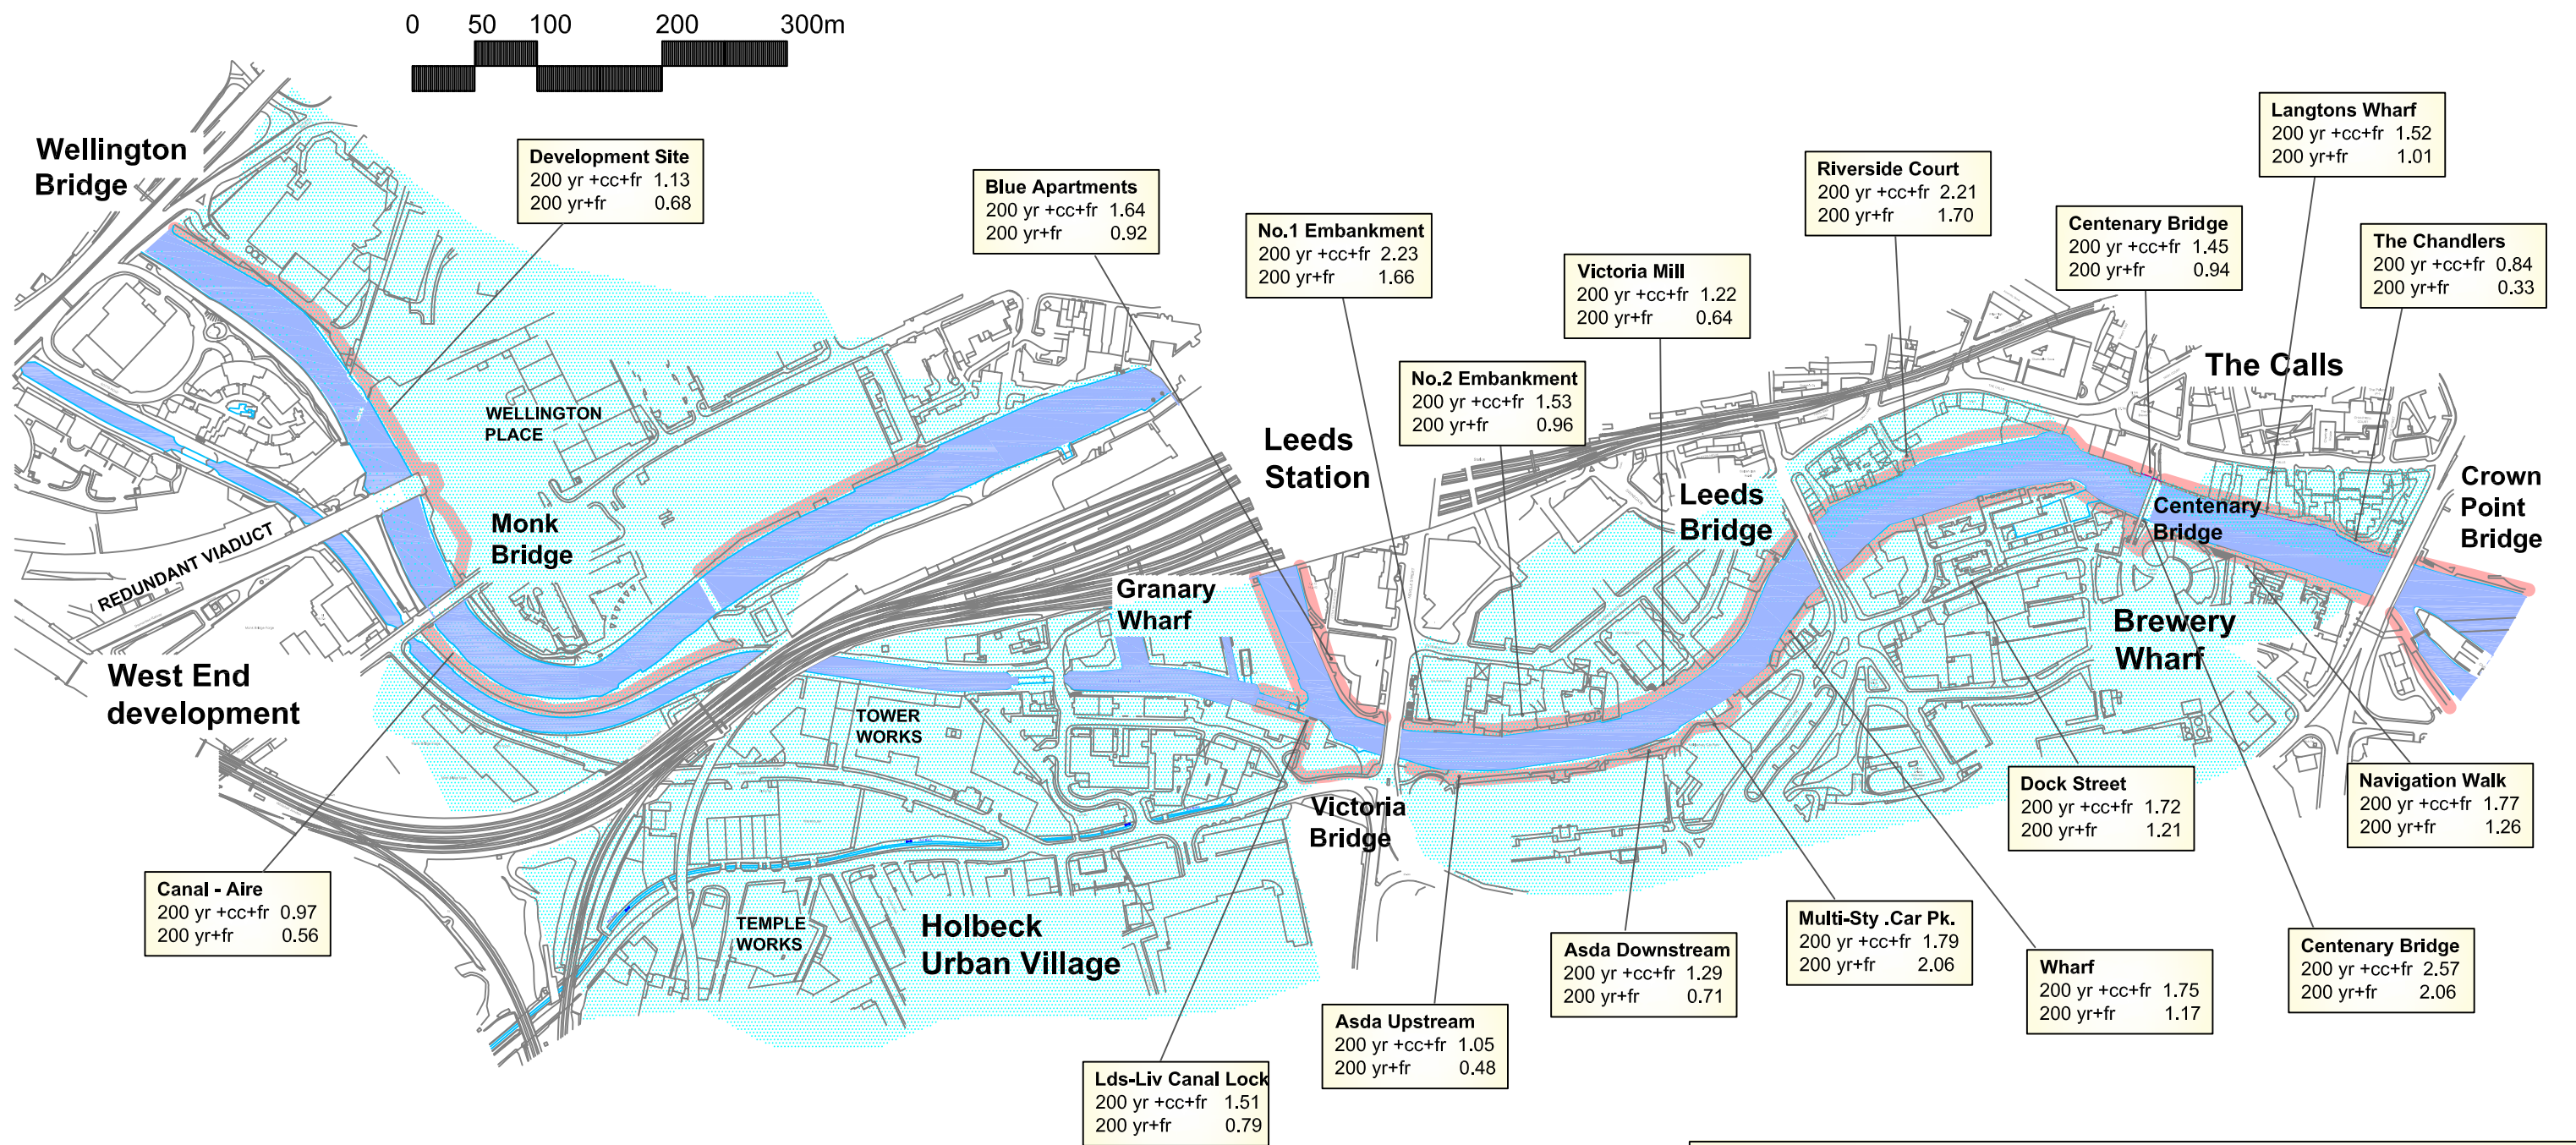 0 50 100 200 300m
Wellington
Bridge
Development Site
200 yr +cc+fr 1.13
200 yr+fr 0.68
Blue Apartments
200 yr +cc+fr 1.64
200 yr+fr 0.92
No.1 Embankment
200 yr +cc+fr 2.23
200 yr+fr 1.66
Victoria Mill
200 yr +cc+fr 1.22
200 yr+fr 0.64
No.2 Embankment
200 yr +cc+fr 1.53
200 yr+fr 0.96
Riverside Court
200 yr +cc+fr 2.21
200 yr+fr 1.70
Centenary Bridge
200 yr +cc+fr 1.45
200 yr+fr 0.94
Langtons Wharf
200 yr +cc+fr 1.52
200 yr+fr 1.01
The Chandlers
200 yr +cc+fr 0.84
200 yr+fr 0.33
The Calls
WELLINGTON
PLACE
Leeds
Station
Leeds
Bridge
Centenary
Bridge
Crown
Point
Bridge
Monk
Bridge
REDUNDANT VIADUCT
Granary
Wharf
Brewery
Wharf
West End
development
TOWER
WORKS
Victoria
Bridge
TEMPLE
WORKS
Holbeck
Urban Village
Canal - Aire
200 yr +cc+fr 0.97
200 yr+fr 0.56
Lds-Liv Canal Lock
200 yr +cc+fr 1.51
200 yr+fr 0.79
Asda Upstream
200 yr +cc+fr 1.05
200 yr+fr 0.48
Asda Downstream
200 yr +cc+fr 1.29
200 yr+fr 0.71
Multi-Sty .Car Pk.
200 yr +cc+fr 1.79
200 yr+fr 2.06
Wharf
200 yr +cc+fr 1.75
200 yr+fr 1.17
Dock Street
200 yr +cc+fr 1.72
200 yr+fr 1.21
Centenary Bridge
200 yr +cc+fr 2.57
200 yr+fr 2.06
Navigation Walk
200 yr +cc+fr 1.77
200 yr+fr 1.26